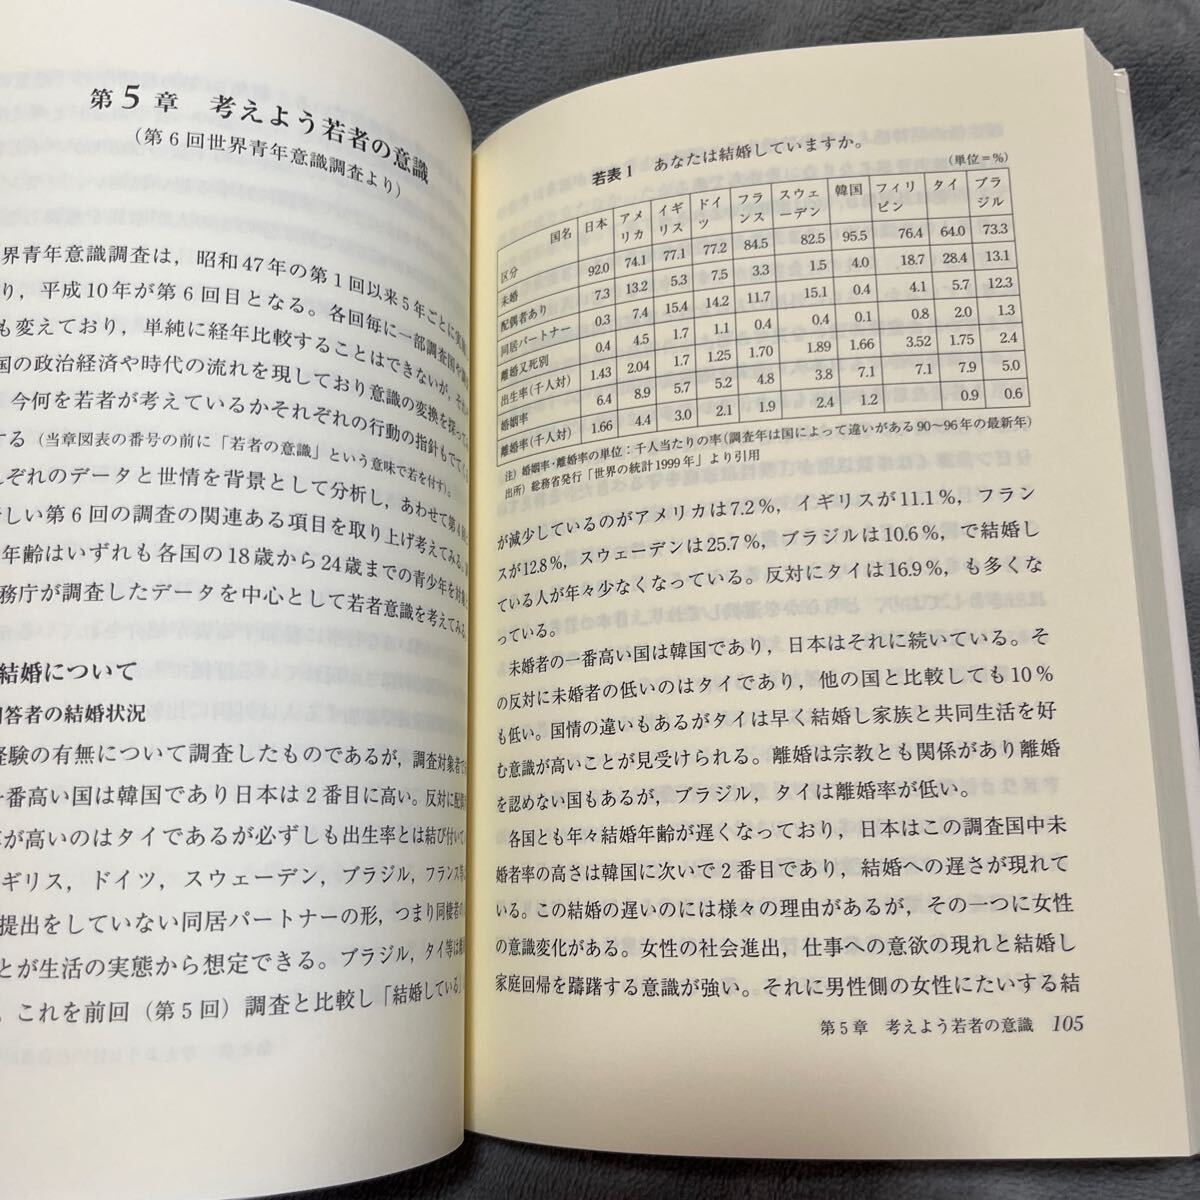 第5章　考えよう若者の意識
(第6回世界青年意識調査より)
界青年意識調査は，昭和47年の第1回以来5年ごとに実施
り，平成10年が第6回目となる。各回毎に一部調査国や
も変えており，単純に経年比較することはできないが，それ
国の政治経済や時代の流れを現しており意識の変換を探って
，今何を若者が考えているかそれぞれの行動の指針もでてく
する（当章図表の番号の前に「若者の意識」という意味で若を付す）。
れぞれのデータと世情を背景として分析し，あわせて第4
新しい第6回の調査の関連ある項目を取り上げ考えてみる。
年齢はいずれも各国の18歳から24歳までの青少年を対象
務庁が調査したデータを中心として若者意識を考えてみる。
結婚について
回答者の結婚状況
経験の有無について調査したものであるが，調査対象者で
一番高い国は韓国であり日本は2番目に高い。反対に配偶
率が高いのはタイであるが必ずしも出生率とは結び付いて
イギリス，ドイツ，スウェーデン，ブラジル，フランス等
提出をしていない同居パートナーの形，つまり同棲者の
とが生活の実態から想定できる。ブラジル，タイ等は
。これを前回（第5回）調査と比較し「結婚している」
若表1　あなたは結婚していますか。
(単位=%)
区分　国名　日本　アメリカ　イギリス　ドイツ　フランス　スウェーデン　韓国　フィリピン　タイ　ブラジル
未婚　92.0　74.1　77.1　77.2　84.5　82.5　95.5　76.4　64.0　73.3
配偶者あり　7.3　13.2　5.3　7.5　3.3　1.5　4.0　18.7　28.4　13.1
同居パートナー　0.3　7.4　15.4　14.2　11.7　15.1　0.4　4.1　5.7　12.3
離婚又死別　0.4　4.5　1.7　1.1　0.4　0.4　0.1　0.8　2.0　1.3
出生率(千人対)　1.43　2.04　1.7　1.25　1.70　1.89　1.66　3.52　1.75　2.4
婚姻率　6.4　8.9　5.7　5.2　4.8　3.8　7.1　7.1　7.9　5.0
離婚率(千人対)　1.66　4.4　3.0　2.1　1.9　2.4　1.2　0.9　0.6
注）婚姻率・離婚率の単位：千人当たりの率(調査年は国によって違いがある90～96年の最新年)
出所）総務省発行「世界の統計1999年」より引用
が減少しているのがアメリカは7.2%，イギリスが11.1%，フラン
スが12.8%，スウェーデンは25.7%，ブラジルは10.6%，で結婚し
ている人が年々少なくなっている。反対にタイは16.9%，も多くな
っている。
未婚者の一番高い国は韓国であり，日本はそれに続いている。そ
の反対に未婚者の低いのはタイであり，他の国と比較しても10%
も低い。国情の違いもあるがタイは早く結婚し家族と共同生活を好
む意識が高いことが見受けられる。離婚は宗教とも関係があり離婚
を認めない国もあるが，ブラジル，タイは離婚率が低い。
各国とも年々結婚年齢が遅くなっており，日本はこの調査国中未
婚者率の高さは韓国に次いで2番目であり，結婚への遅さが現れて
いる。この結婚の遅いのには様々の理由があるが，その一つに女性
の意識変化がある。女性の社会進出，仕事への意欲の現れと結婚し
家庭回帰を躊躇する意識が強い。それに男性側の女性にたいする結
第5章　考えよう若者の意識　105